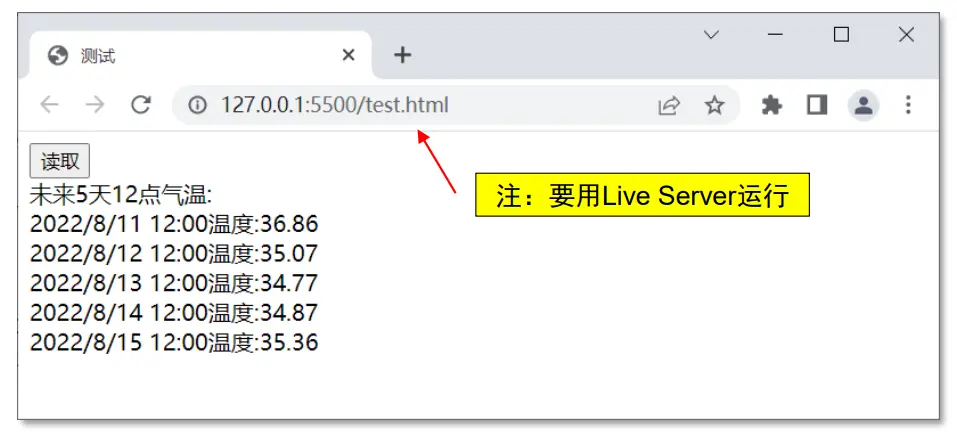 测试
127.0.0.1:5500/test.html
读取
未来5天12点气温:
注：要用Live Server运行
2022/8/11 12:00温度:36.86
2022/8/12 12:00温度:35.07
2022/8/13 12:00温度:34.77
2022/8/14 12:00温度:34.87
2022/8/15 12:00温度:35.36